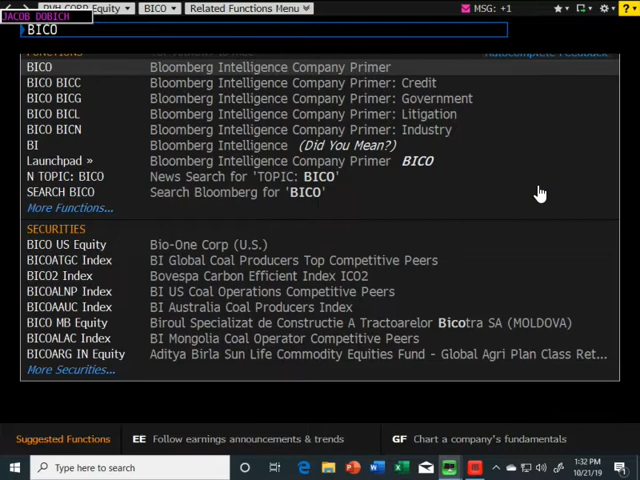 JACOB DOBICH
Equity BICO Related Functions Menu MSG: +1 ?
BICO
FUNCTIONS
Autocomplete Feedback
BICO Bloomberg Intelligence Company Primer
BICO BICC Bloomberg Intelligence Company Primer: Credit
BICO BICG Bloomberg Intelligence Company Primer: Government
BICO BICL Bloomberg Intelligence Company Primer: Litigation
BICO BICN Bloomberg Intelligence Company Primer: Industry
BI Bloomberg Intelligence (Did You Mean?)
Launchpad » Bloomberg Intelligence Company Primer BICO
N TOPIC: BICO News Search for 'TOPIC: BICO'
SEARCH BICO Search Bloomberg for 'BICO'
More Functions...
SECURITIES
BICO US Equity Bio-One Corp (U.S.)
BICOATGC Index BI Global Coal Producers Top Competitive Peers
BICO2 Index Bovespa Carbon Efficient Index ICO2
BICOALNP Index BI US Coal Operations Competitive Peers
BICOAAUC Index BI Australia Coal Producers Index
BICO MB Equity Biroul Specializat de Constructie A Tractoarelor Bicotra SA (MOLDOVA)
BICOALAC Index BI Mongolia Coal Operator Competitive Peers
BICOARG IN Equity Aditya Birla Sun Life Commodity Equities Fund - Global Agri Plan Class Ret...
More Securities...
Suggested Functions EE Follow earnings announcements & trends GF Chart a company's fundamentals
Type here to search
1:32 PM
10/21/19